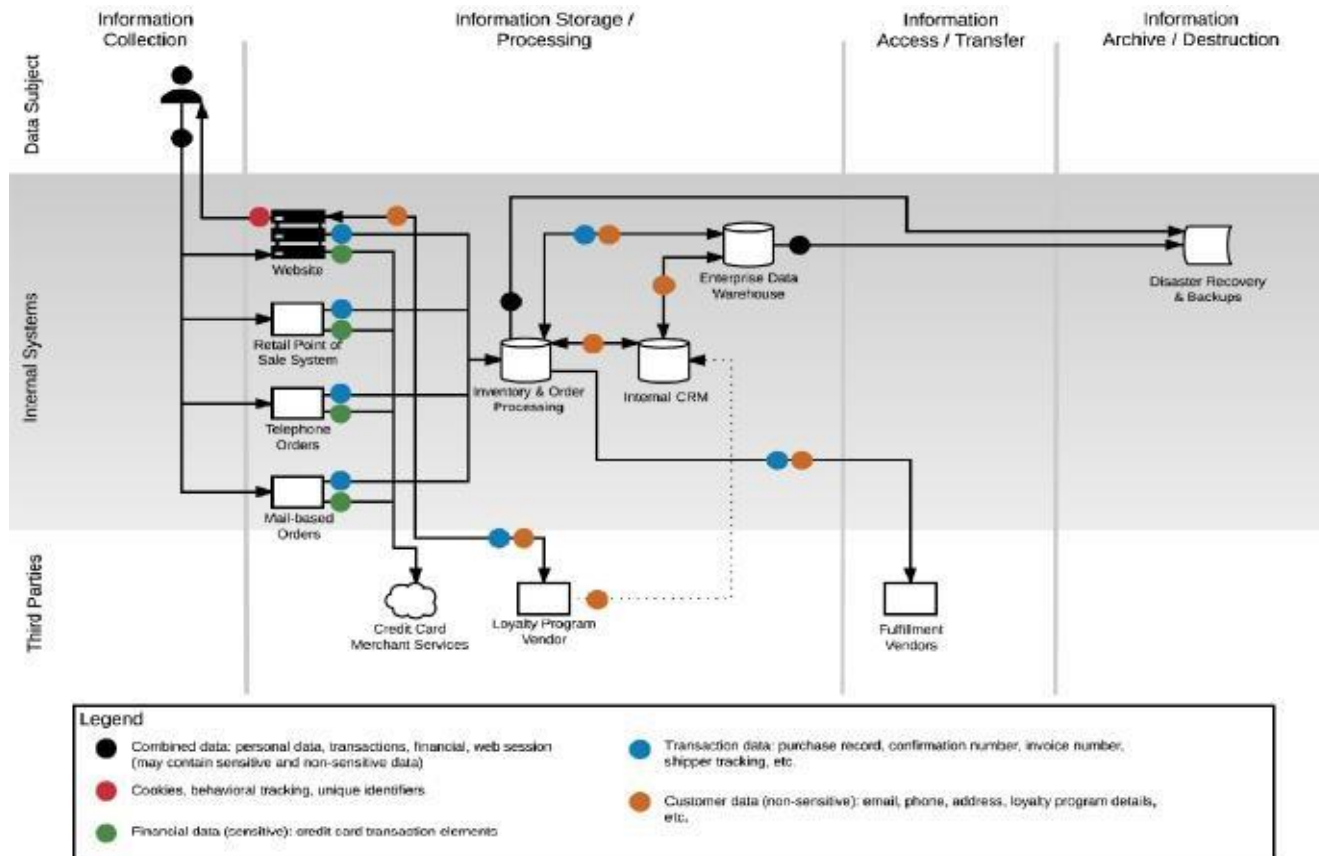 Information
Collection
Information Storage /
Processing
Information
Access / Transfer
Information
Archive / Destruction
Data Subject
Internal Systems
Third Parties
Website
Retail Point of
Sale System
Telephone
Orders
Mail-based
Orders
Inventory & Order
Processing
Internal CRM
Enterprise Data
Warehouse
Disaster Recovery
& Backups
Credit Card
Merchant Services
Loyalty Program
Vendor
Fulfillment
Vendors
Legend
Combined data: personal data, transactions, financial, web session
(may contain sensitive and non-sensitive data)
Cookies, behavioral tracking, unique identifiers
Financial data (sensitive): credit card transaction elements
Transaction data: purchase record, confirmation number, invoice number,
shipper tracking, etc.
Customer data (non-sensitive): email, phone, address, loyalty program details,
etc.